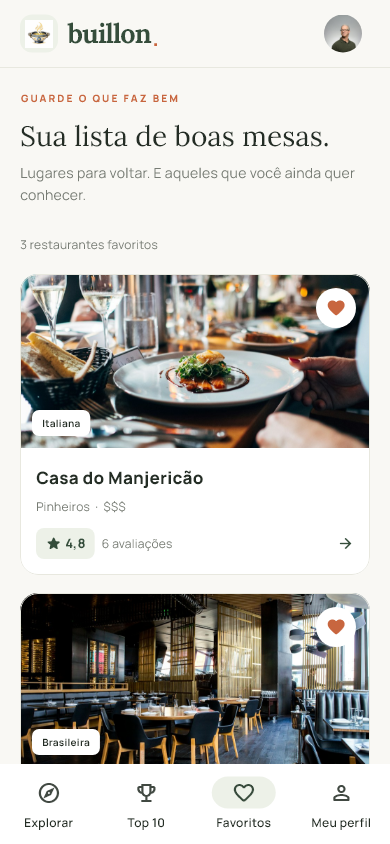 buillon.
GUARDE O QUE FAZ BEM
Sua lista de boas mesas.
Lugares para voltar. E aqueles que você ainda quer
conhecer.
3 restaurantes favoritos
Italiana
Casa do Manjericão
Pinheiros · $$$
4,8 6 avaliações
Brasileira
Explorar Top 10 Favoritos Meu perfil